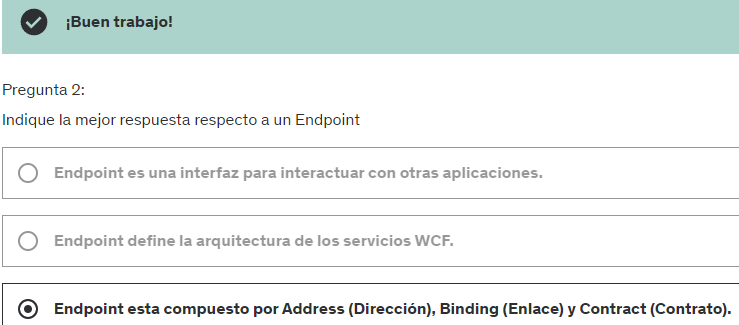 ¡Buen trabajo!
Pregunta 2:
Indique la mejor respuesta respecto a un Endpoint
Endpoint es una interfaz para interactuar con otras aplicaciones.
Endpoint define la arquitectura de los servicios WCF.
Endpoint esta compuesto por Address (Dirección), Binding (Enlace) y Contract (Contrato).